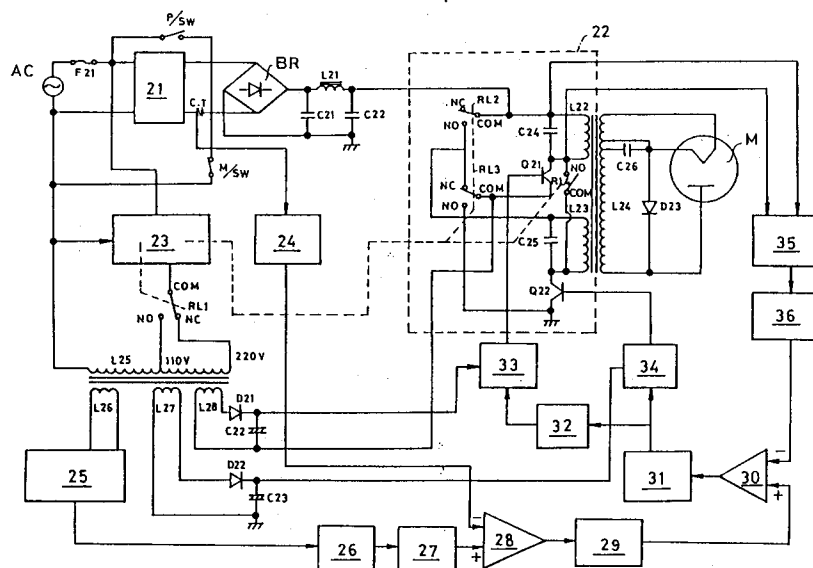 P/SW
22
AC
F21
21
BR
L21
C.T
C21
C22
M/SW
NC
RL2
COM
NO
C24
L22
M
Q21
NO
RL3
C26
NC
COM
COM
NO
L23
L24
D23
C25
23
24
35
Q22
36
COM
RL1
NO
NC
33
34
L25
110V
220V
D21
L26
L27
L28
C22
32
25
D22
31
30
C23
26
27
28
29